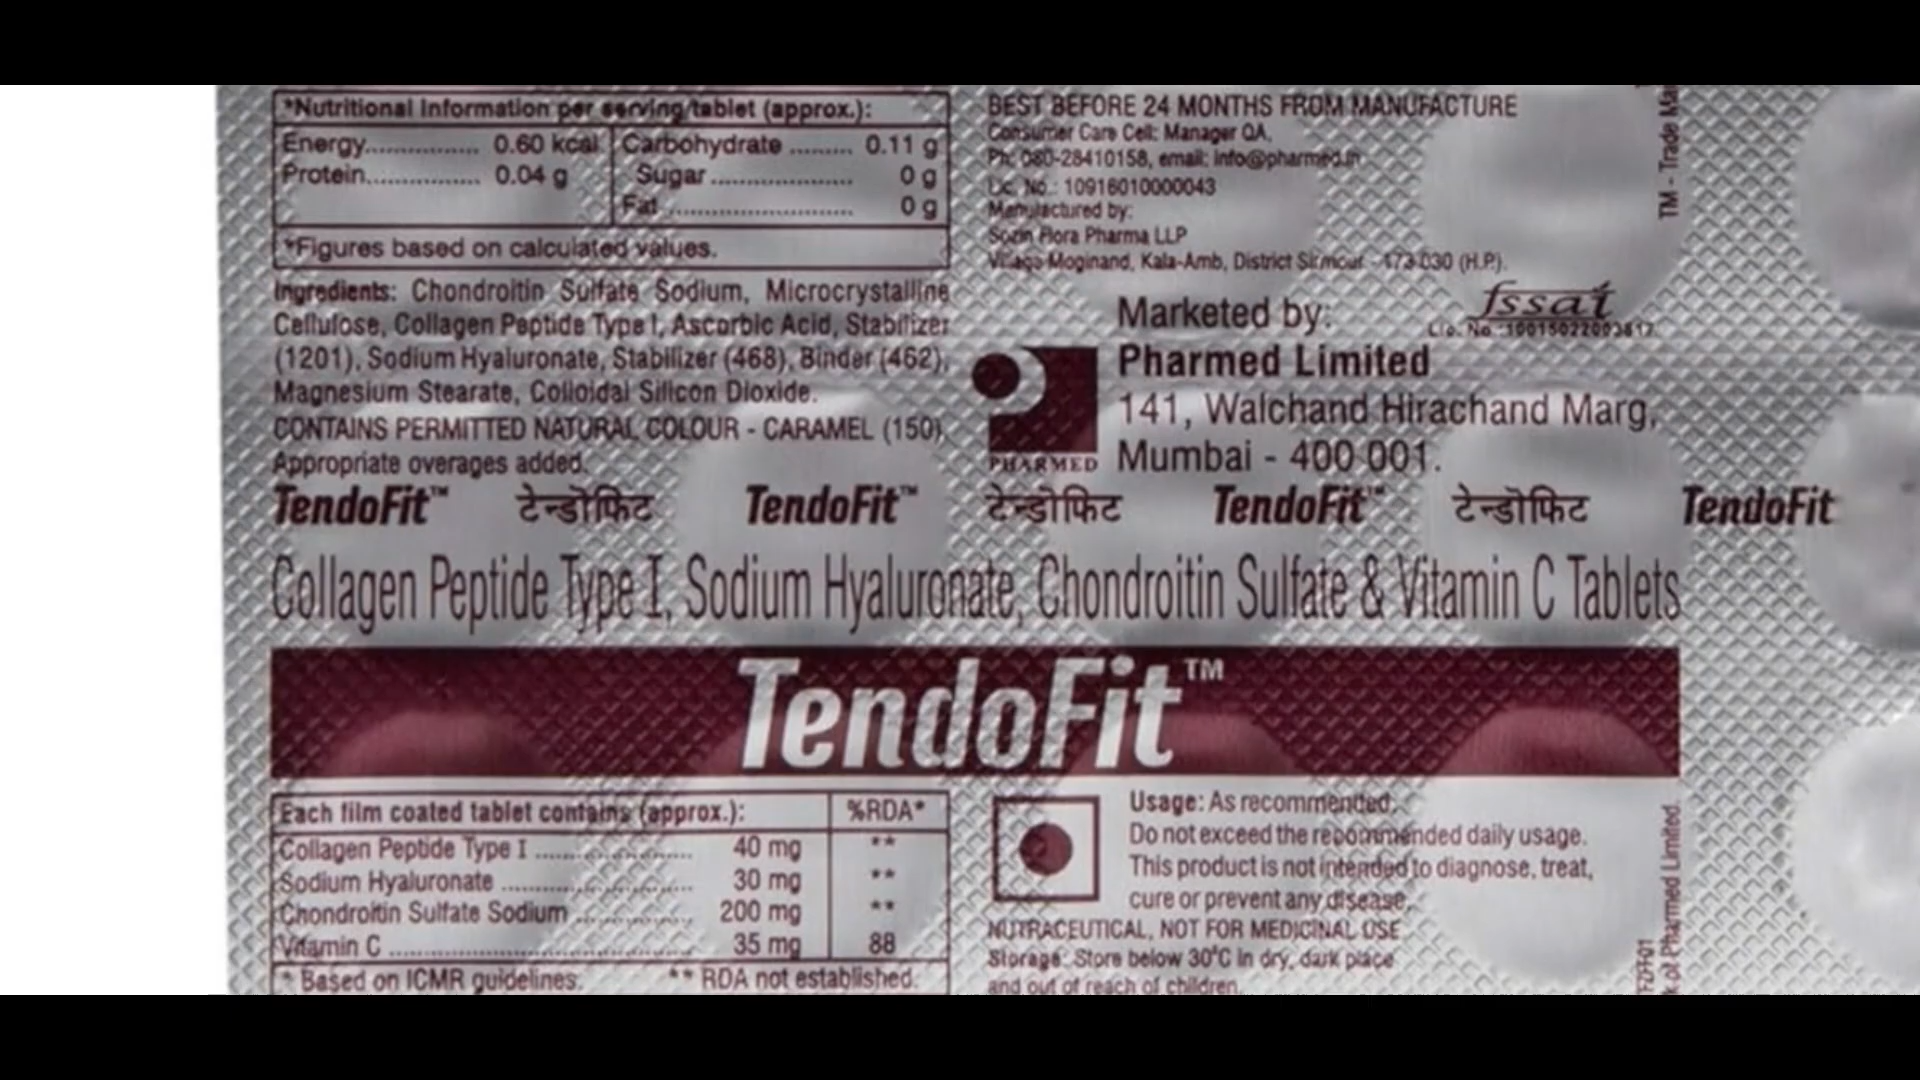 *Nutritional Information per serving/tablet (approx.):
Energy................ 0.60 kcal
Protein................ 0.04 g
Carbohydrate ......... 0.11 g
Sugar .................... 0 g
Fat .......................... 0 g
*Figures based on calculated values.
Ingredients: Chondroitin Sulfate Sodium, Microcrystalline
Cellulose, Collagen Peptide Type I, Ascorbic Acid, Stabilizer
(1201), Sodium Hyaluronate, Stabilizer (468), Binder (462),
Magnesium Stearate, Colloidal Silicon Dioxide.
CONTAINS PERMITTED NATURAL COLOUR - CARAMEL (150)
Appropriate overages added.
BEST BEFORE 24 MONTHS FROM MANUFACTURE
Consumer Care Cell: Manager QA,
Ph: 080-28410158, email: info@pharmed.in
Lic. No.: 10916010000043
Manufactured by:
Sozin Flora Pharma LLP
Village Moginand, Kala-Amb, District Sirmour - 173 030 (H.P.).
fssai
Lic. No.:10015022003617
Marketed by:
Pharmed Limited
141, Walchand Hirachand Marg,
Mumbai - 400 001.
PHARMED
TM - Trade Ma
TendoFit™ टेन्डोफिट TendoFit™ टेन्डोफिट TendoFit™ टेन्डोफिट TendoFit
Collagen Peptide Type I, Sodium Hyaluronate, Chondroitin Sulfate & Vitamin C Tablets
TendoFit™
Each film coated tablet contains (approx.): %RDA*
Collagen Peptide Type I ...................... 40 mg **
Sodium Hyaluronate ........................... 30 mg **
Chondroitin Sulfate Sodium ................ 200 mg **
Vitamin C ........................................... 35 mg 88
* Based on ICMR guidelines. ** RDA not established.
Usage: As recommended.
Do not exceed the recommended daily usage.
This product is not intended to diagnose, treat,
cure or prevent any disease.
NUTRACEUTICAL, NOT FOR MEDICINAL USE
Storage: Store below 30°C in dry, dark place
and out of reach of children.
k of Pharmed Limited